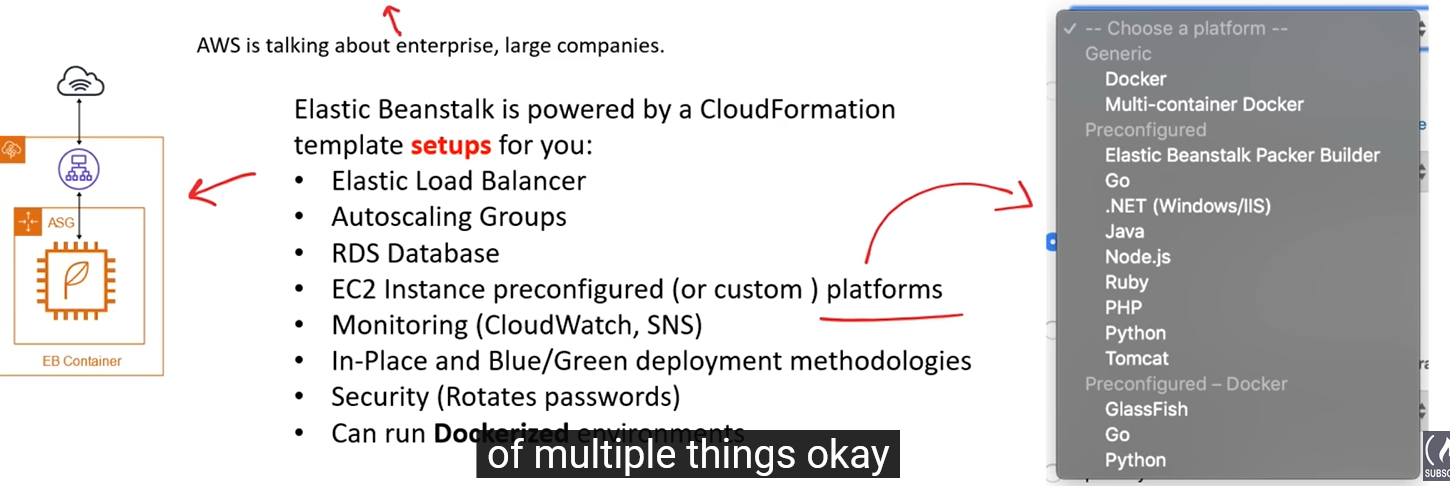 AWS is talking about enterprise, large companies.
Elastic Beanstalk is powered by a CloudFormation
template setups for you:
• Elastic Load Balancer
• Autoscaling Groups
• RDS Database
• EC2 Instance preconfigured (or custom ) platforms
• Monitoring (CloudWatch, SNS)
• In-Place and Blue/Green deployment methodologies
• Security (Rotates passwords)
• Can run Dockerized environments
ASG
EB Container
of multiple things okay
✓ -- Choose a platform --
Generic
Docker
Multi-container Docker
Preconfigured
Elastic Beanstalk Packer Builder
Go
.NET (Windows/IIS)
Java
Node.js
Ruby
PHP
Python
Tomcat
Preconfigured – Docker
GlassFish
Go
Python